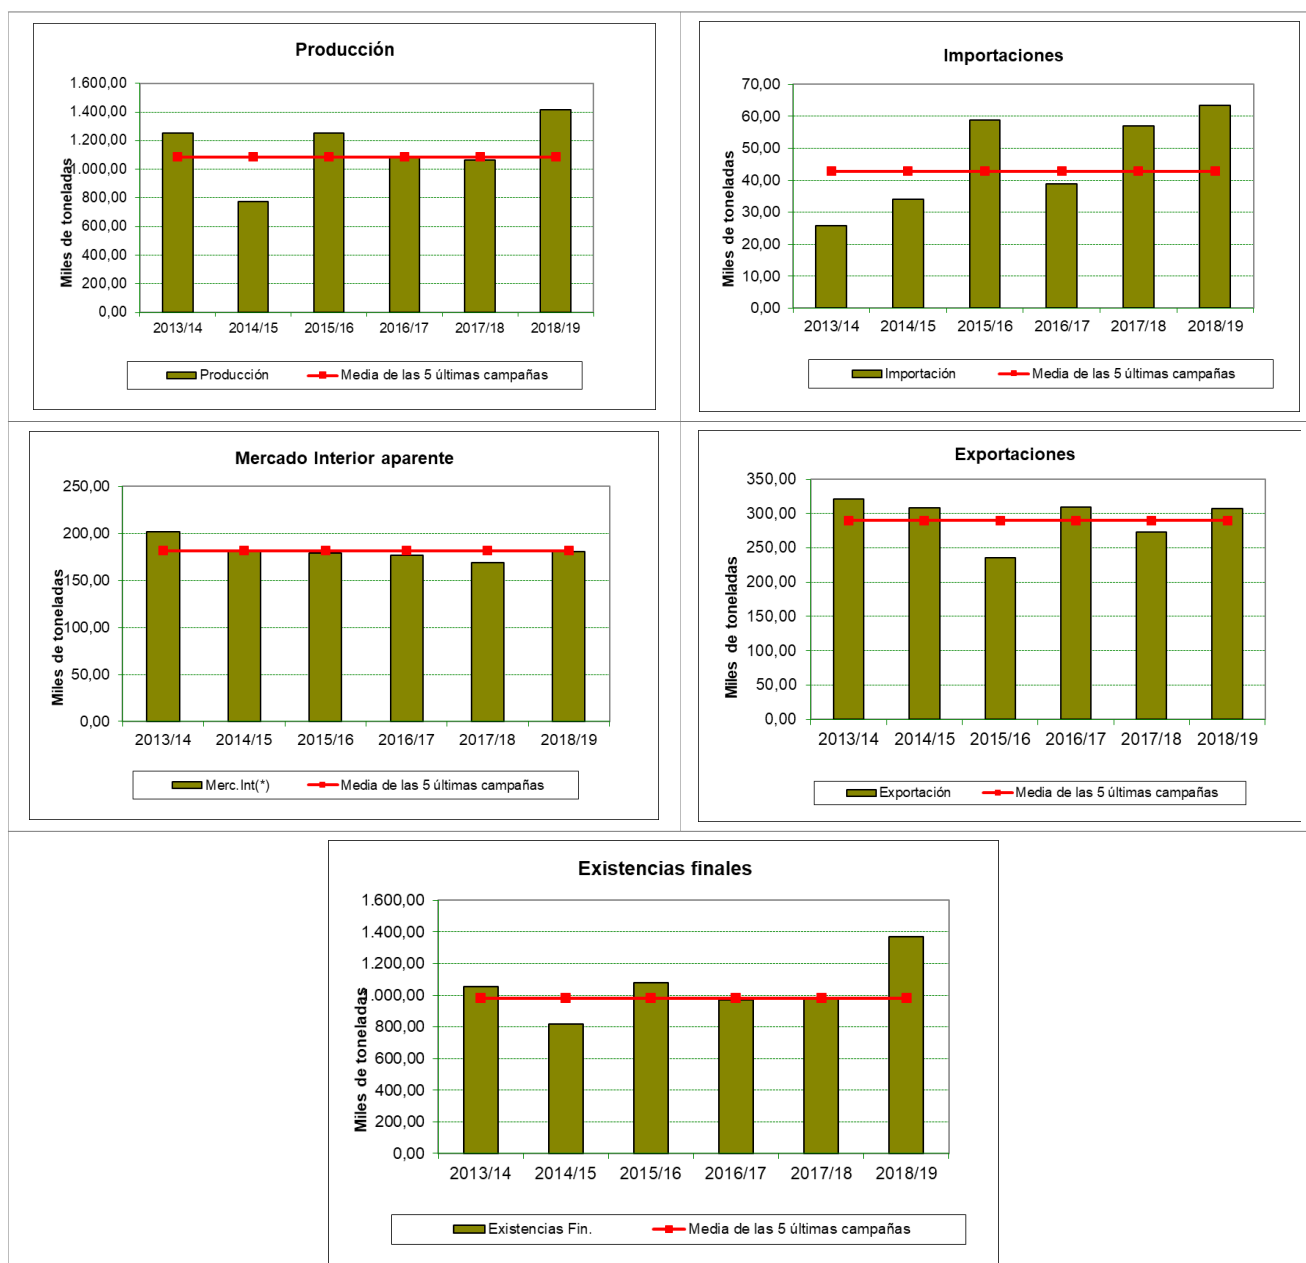 Producción
Miles de toneladas
1.600,00
1.400,00
1.200,00
1.000,00
800,00
600,00
400,00
200,00
0,00
2013/14 2014/15 2015/16 2016/17 2017/18 2018/19
Producción Media de las 5 últimas campañas
Importaciones
Miles de toneladas
70,00
60,00
50,00
40,00
30,00
20,00
10,00
0,00
2013/14 2014/15 2015/16 2016/17 2017/18 2018/19
Importación Media de las 5 últimas campañas
Mercado Interior aparente
Miles de toneladas
250,00
200,00
150,00
100,00
50,00
0,00
2013/14 2014/15 2015/16 2016/17 2017/18 2018/19
Merc.Int(*) Media de las 5 últimas campañas
Exportaciones
Miles de toneladas
350,00
300,00
250,00
200,00
150,00
100,00
50,00
0,00
2013/14 2014/15 2015/16 2016/17 2017/18 2018/19
Exportación Media de las 5 últimas campañas
Existencias finales
Miles de toneladas
1.600,00
1.400,00
1.200,00
1.000,00
800,00
600,00
400,00
200,00
0,00
2013/14 2014/15 2015/16 2016/17 2017/18 2018/19
Existencias Fin. Media de las 5 últimas campañas